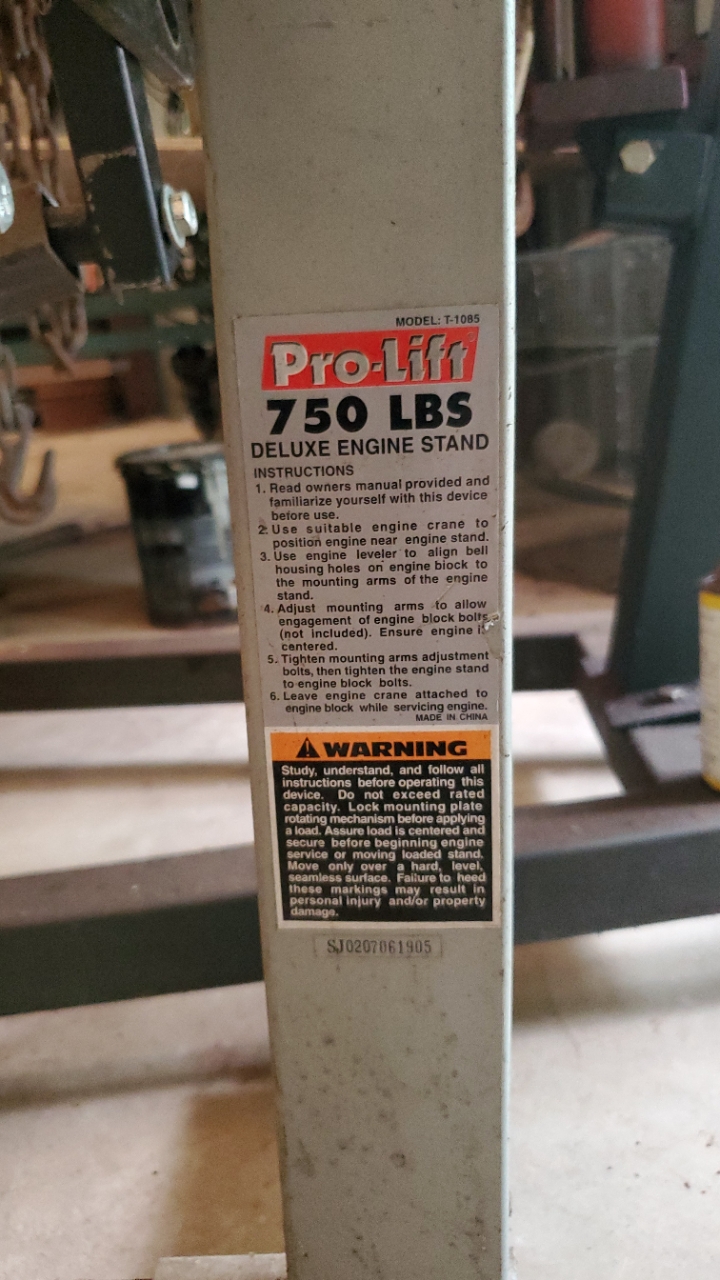 MODEL: T-1085
Pro-Lift®
750 LBS
DELUXE ENGINE STAND
INSTRUCTIONS
1. Read owners manual provided and
familiarize yourself with this device
before use.
2. Use suitable engine crane to
position engine near engine stand.
3. Use engine leveler to align bell
housing holes on engine block to
the mounting arms of the engine
stand.
4. Adjust mounting arms to allow
engagement of engine block bolts
(not included). Ensure engine is
centered.
5. Tighten mounting arms adjustment
bolts, then tighten the engine stand
to engine block bolts.
6. Leave engine crane attached to
engine block while servicing engine.
MADE IN CHINA
WARNING
Study, understand, and follow all
instructions before operating this
device. Do not exceed rated
capacity. Lock mounting plate
rotating mechanism before applying
a load. Assure load is centered and
secure before beginning engine
service or moving loaded stand.
Move only over a hard, level,
seamless surface. Failure to heed
these markings may result in
personal injury and/or property
damage.
SJ0207061905